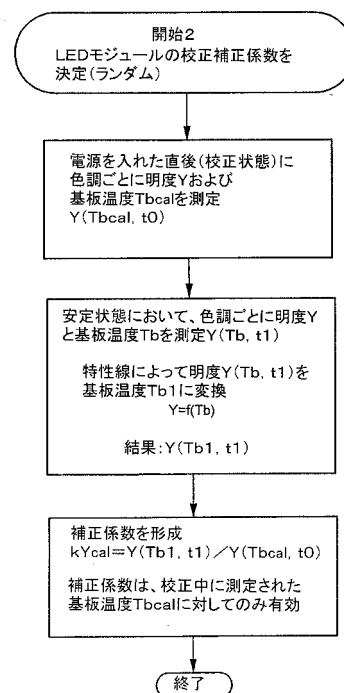 開始2
LEDモジュールの校正補正係数を
決定(ランダム)
電源を入れた直後(校正状態)に
色調ごとに明度Yおよび
基板温度Tbcalを測定
Y(Tbcal, t0)
安定状態において、色調ごとに明度Y
と基板温度Tbを測定Y(Tb, t1)
特性線によって明度Y(Tb, t1)を
基板温度Tb1に変換
Y=f(Tb)
結果:Y(Tb1, t1)
補正係数を形成
kYcal=Y(Tb1, t1)/Y(Tbcal, t0)
補正係数は、校正中に測定された
基板温度Tbcalに対してのみ有効
終了